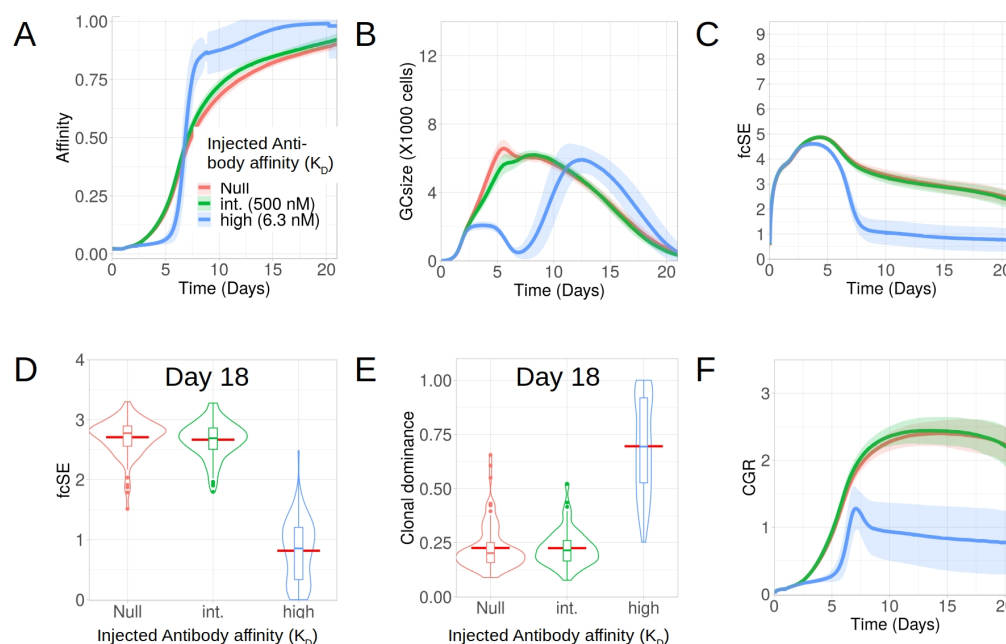 A
Affinity
1.00
0.75
0.50
0.25
0.00
0
5
10
15
20
Time (Days)
Injected Anti-
body affinity (K_D)
Null
int. (500 nM)
high (6.3 nM)
B
GCsize (X1000 cells)
12
8
4
0
0
5
10
15
20
Time (Days)
C
fcSE
9
8
7
6
5
4
3
2
1
0
0
5
10
15
20
Time (Days)
D
Day 18
fcSE
4
3
2
1
0
Null
int.
high
Injected Antibody affinity (K_D)
E
Day 18
Clonal dominance
1.00
0.75
0.50
0.25
0.00
Null
int.
high
Injected Antibody affinity (K_D)
F
CGR
3
2
1
0
0
5
10
15
20
Time (Days)